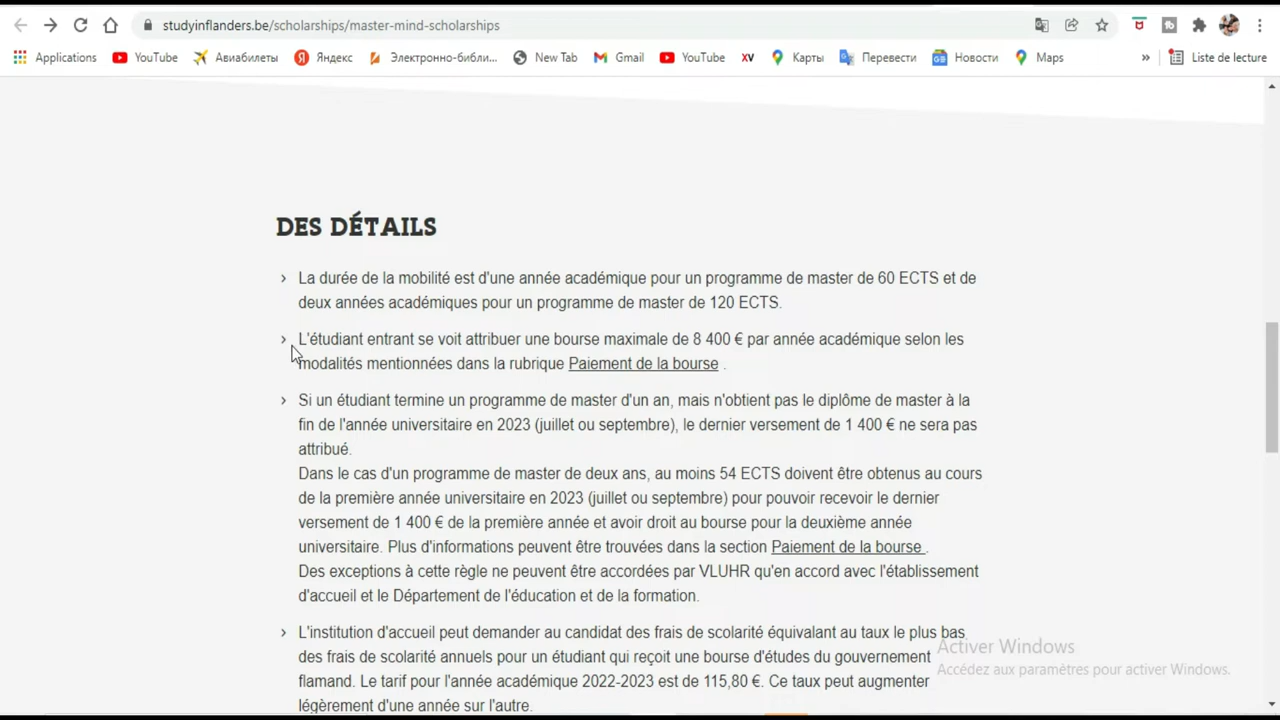 studyinflanders.be/scholarships/master-mind-scholarships
Applications YouTube Авиабилеты Яндекс Электронно-библи... New Tab Gmail YouTube XV Карты Перевести Новости Maps » Liste de lecture
DES DÉTAILS
› La durée de la mobilité est d'une année académique pour un programme de master de 60 ECTS et de
deux années académiques pour un programme de master de 120 ECTS.
› L'étudiant entrant se voit attribuer une bourse maximale de 8 400 € par année académique selon les
modalités mentionnées dans la rubrique Paiement de la bourse .
› Si un étudiant termine un programme de master d'un an, mais n'obtient pas le diplôme de master à la
fin de l'année universitaire en 2023 (juillet ou septembre), le dernier versement de 1 400 € ne sera pas
attribué.
Dans le cas d'un programme de master de deux ans, au moins 54 ECTS doivent être obtenus au cours
de la première année universitaire en 2023 (juillet ou septembre) pour pouvoir recevoir le dernier
versement de 1 400 € de la première année et avoir droit au bourse pour la deuxième année
universitaire. Plus d'informations peuvent être trouvées dans la section Paiement de la bourse .
Des exceptions à cette règle ne peuvent être accordées par VLUHR qu'en accord avec l'établissement
d'accueil et le Département de l'éducation et de la formation.
› L'institution d'accueil peut demander au candidat des frais de scolarité équivalant au taux le plus bas
des frais de scolarité annuels pour un étudiant qui reçoit une bourse d'études du gouvernement
flamand. Le tarif pour l'année académique 2022-2023 est de 115,80 €. Ce taux peut augmenter
légèrement d'une année sur l'autre.
Activer Windows
Accédez aux paramètres pour activer Windows.